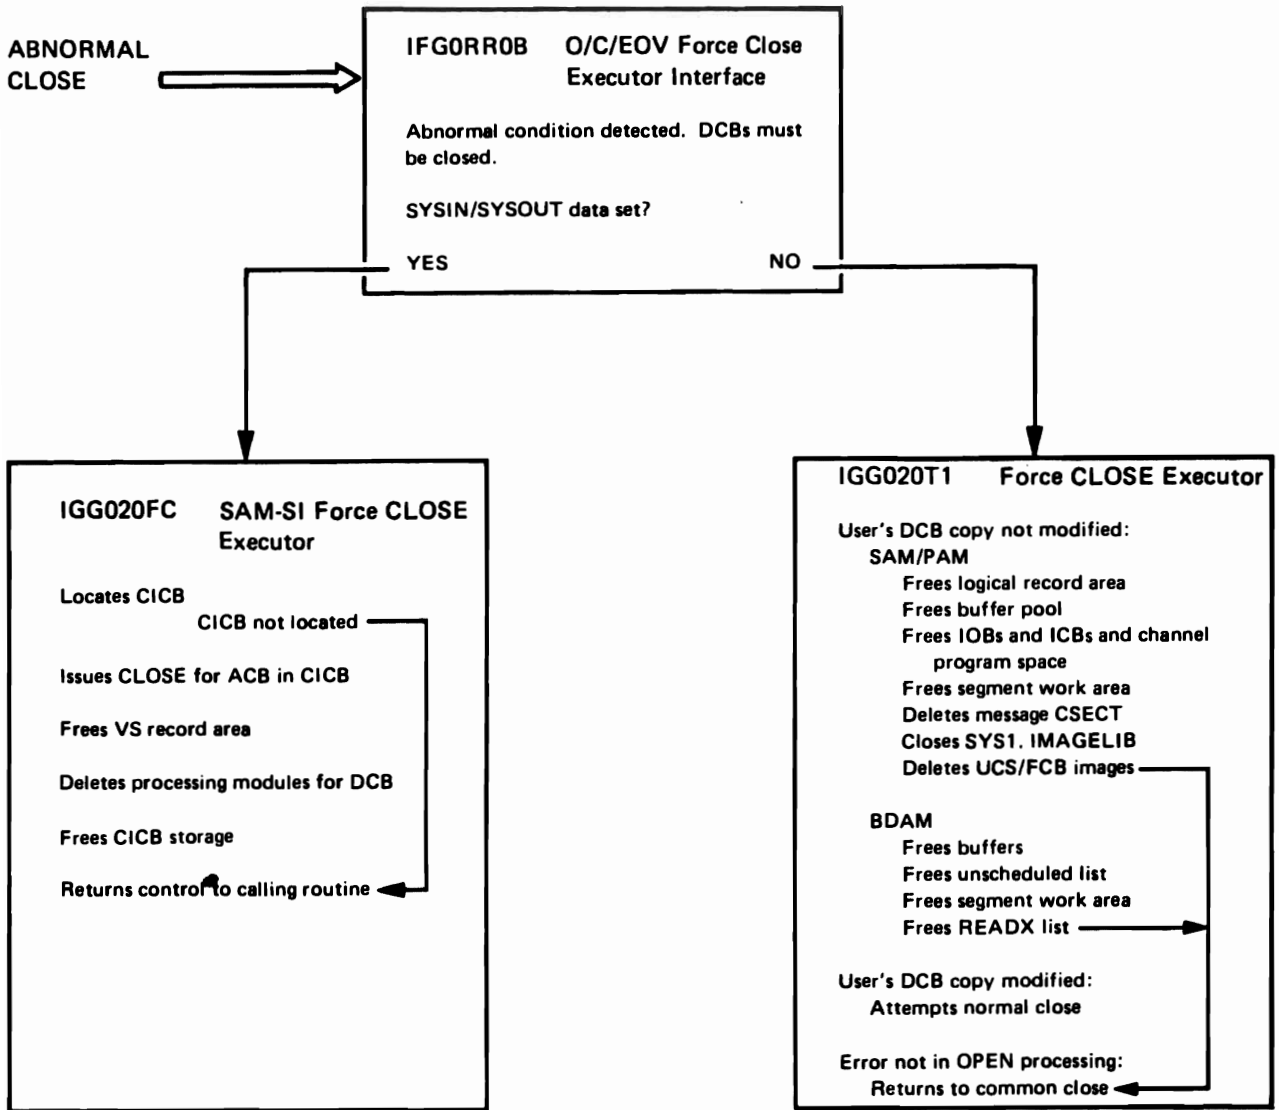 ABNORMAL
CLOSE
IFG0RR0B O/C/EOV Force Close
Executor Interface
Abnormal condition detected. DCBs must
be closed.
SYSIN/SYSOUT data set?
YES NO
IGG020FC SAM-SI Force CLOSE
Executor
Locates CICB
CICB not located
Issues CLOSE for ACB in CICB
Frees VS record area
Deletes processing modules for DCB
Frees CICB storage
Returns control to calling routine
IGG020T1 Force CLOSE Executor
User's DCB copy not modified:
SAM/PAM
Frees logical record area
Frees buffer pool
Frees IOBs and ICBs and channel
program space
Frees segment work area
Deletes message CSECT
Closes SYS1. IMAGELIB
Deletes UCS/FCB images
BDAM
Frees buffers
Frees unscheduled list
Frees segment work area
Frees READX list
User's DCB copy modified:
Attempts normal close
Error not in OPEN processing:
Returns to common close